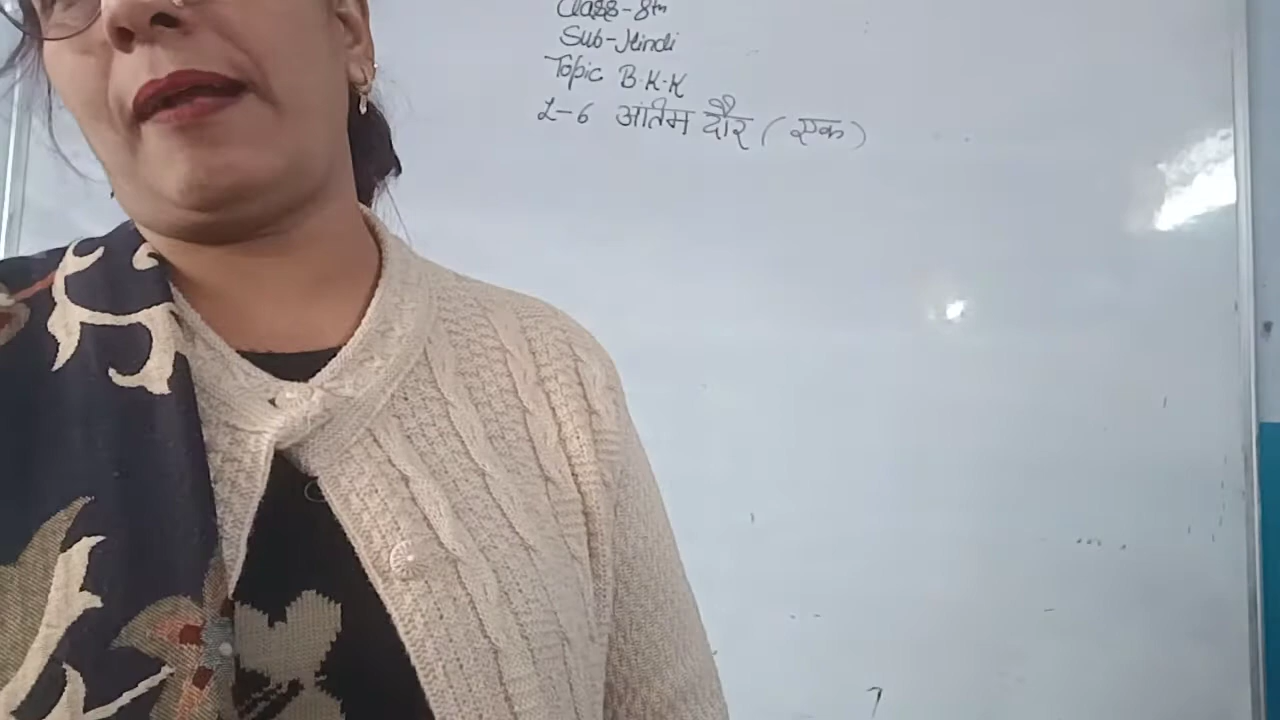 Class-8th
Sub-Hindi
Topic B.K.K
L-6 अंतिम दौर (एक)